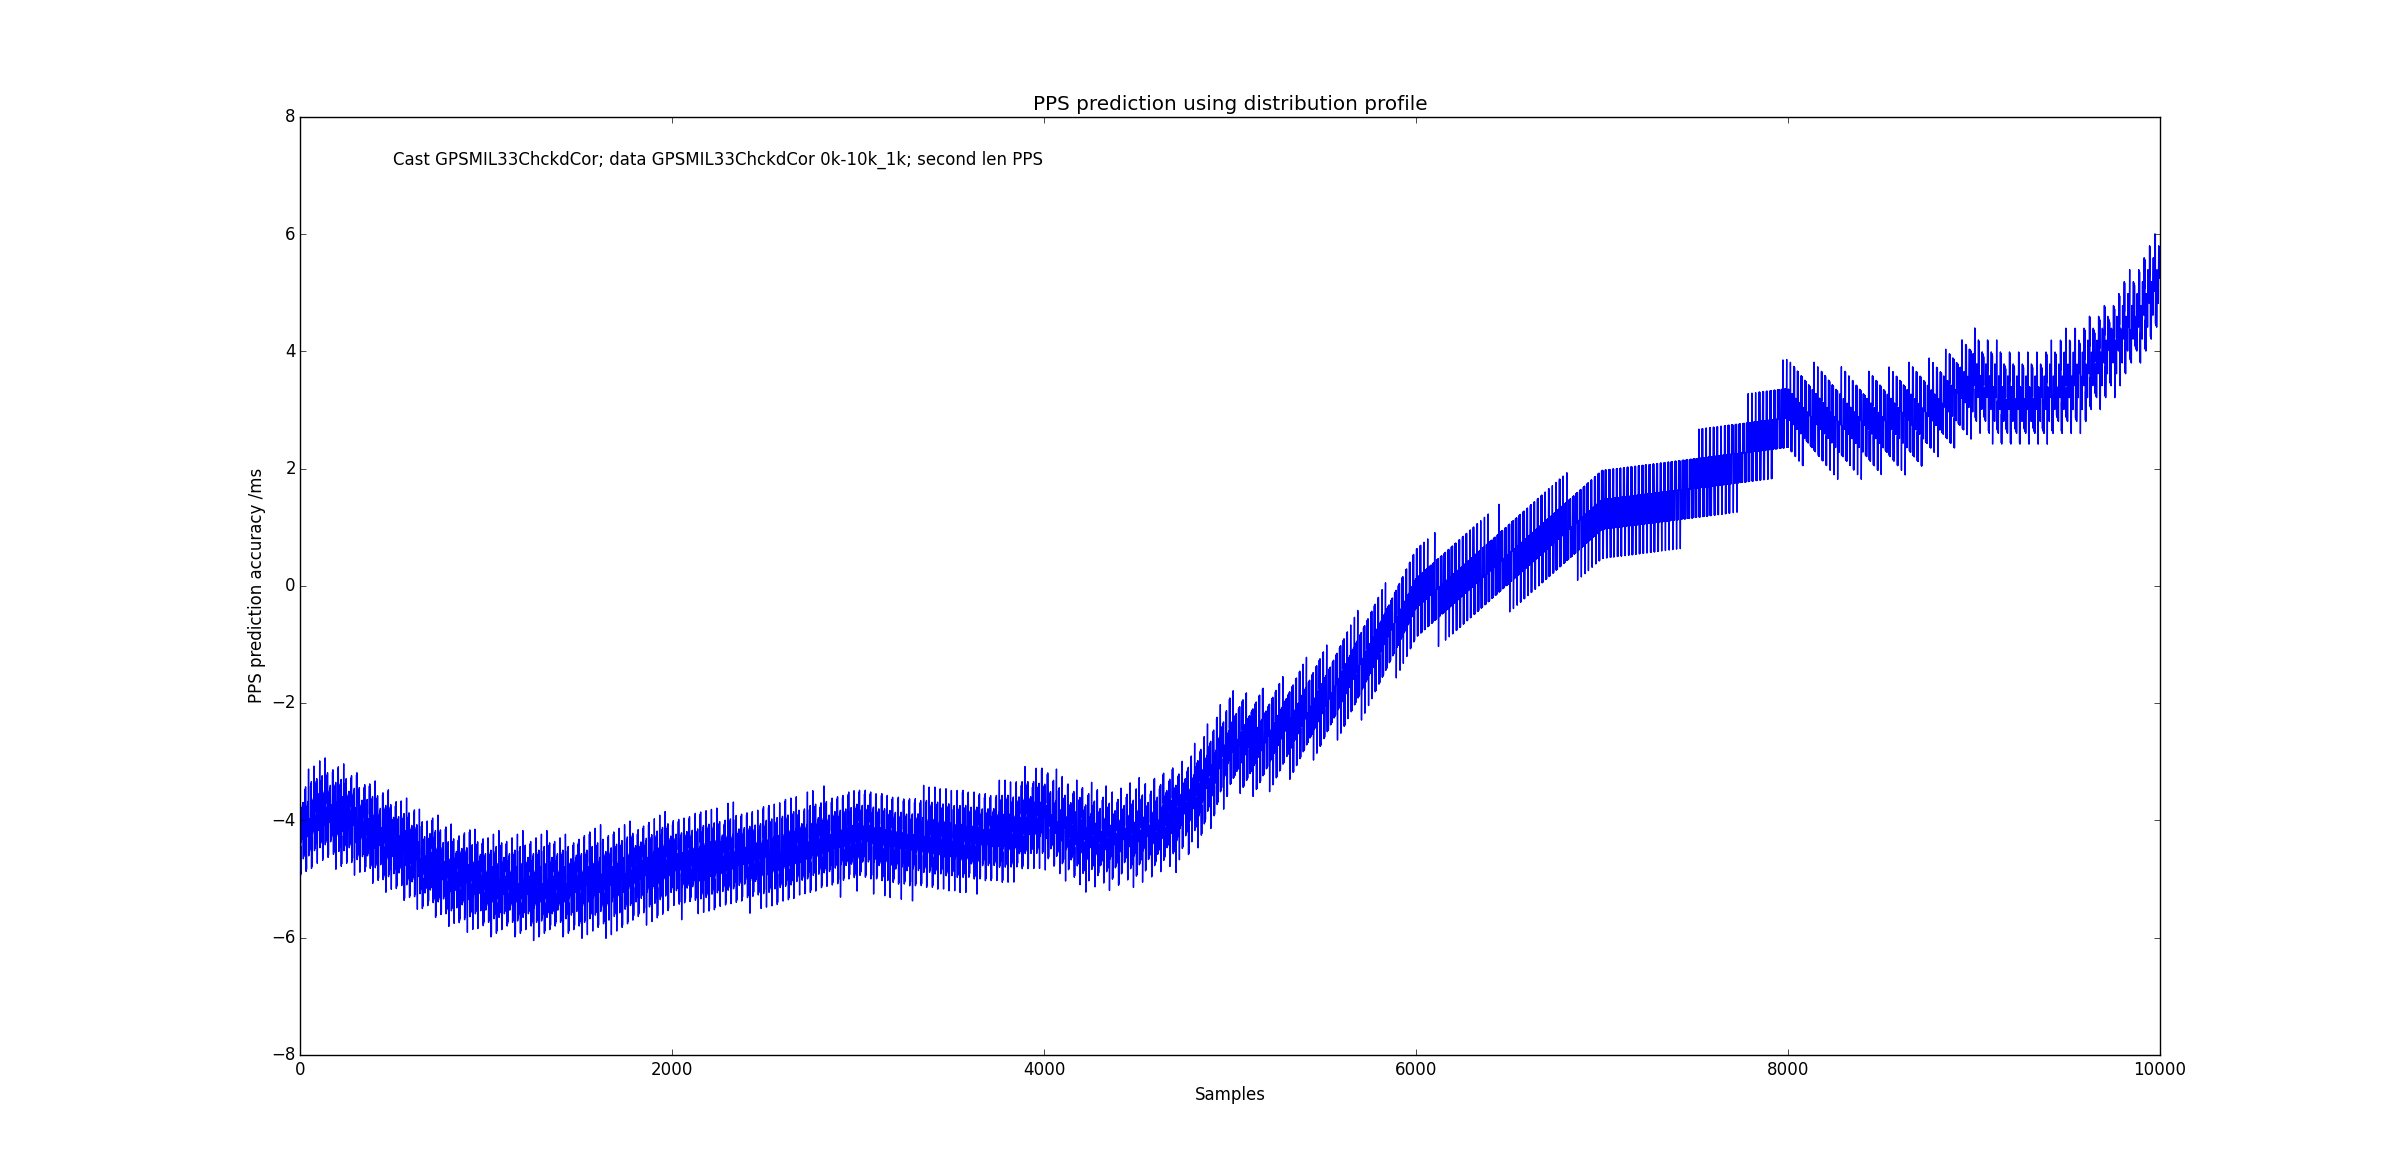 PPS prediction using distribution profile
Cast GPSMIL33ChckdCor; data GPSMIL33ChckdCor 0k-10k_1k; second len PPS
PPS prediction accuracy /ms
8
6
4
2
0
−2
−4
−6
−8
0 2000 4000 6000 8000 10000
Samples